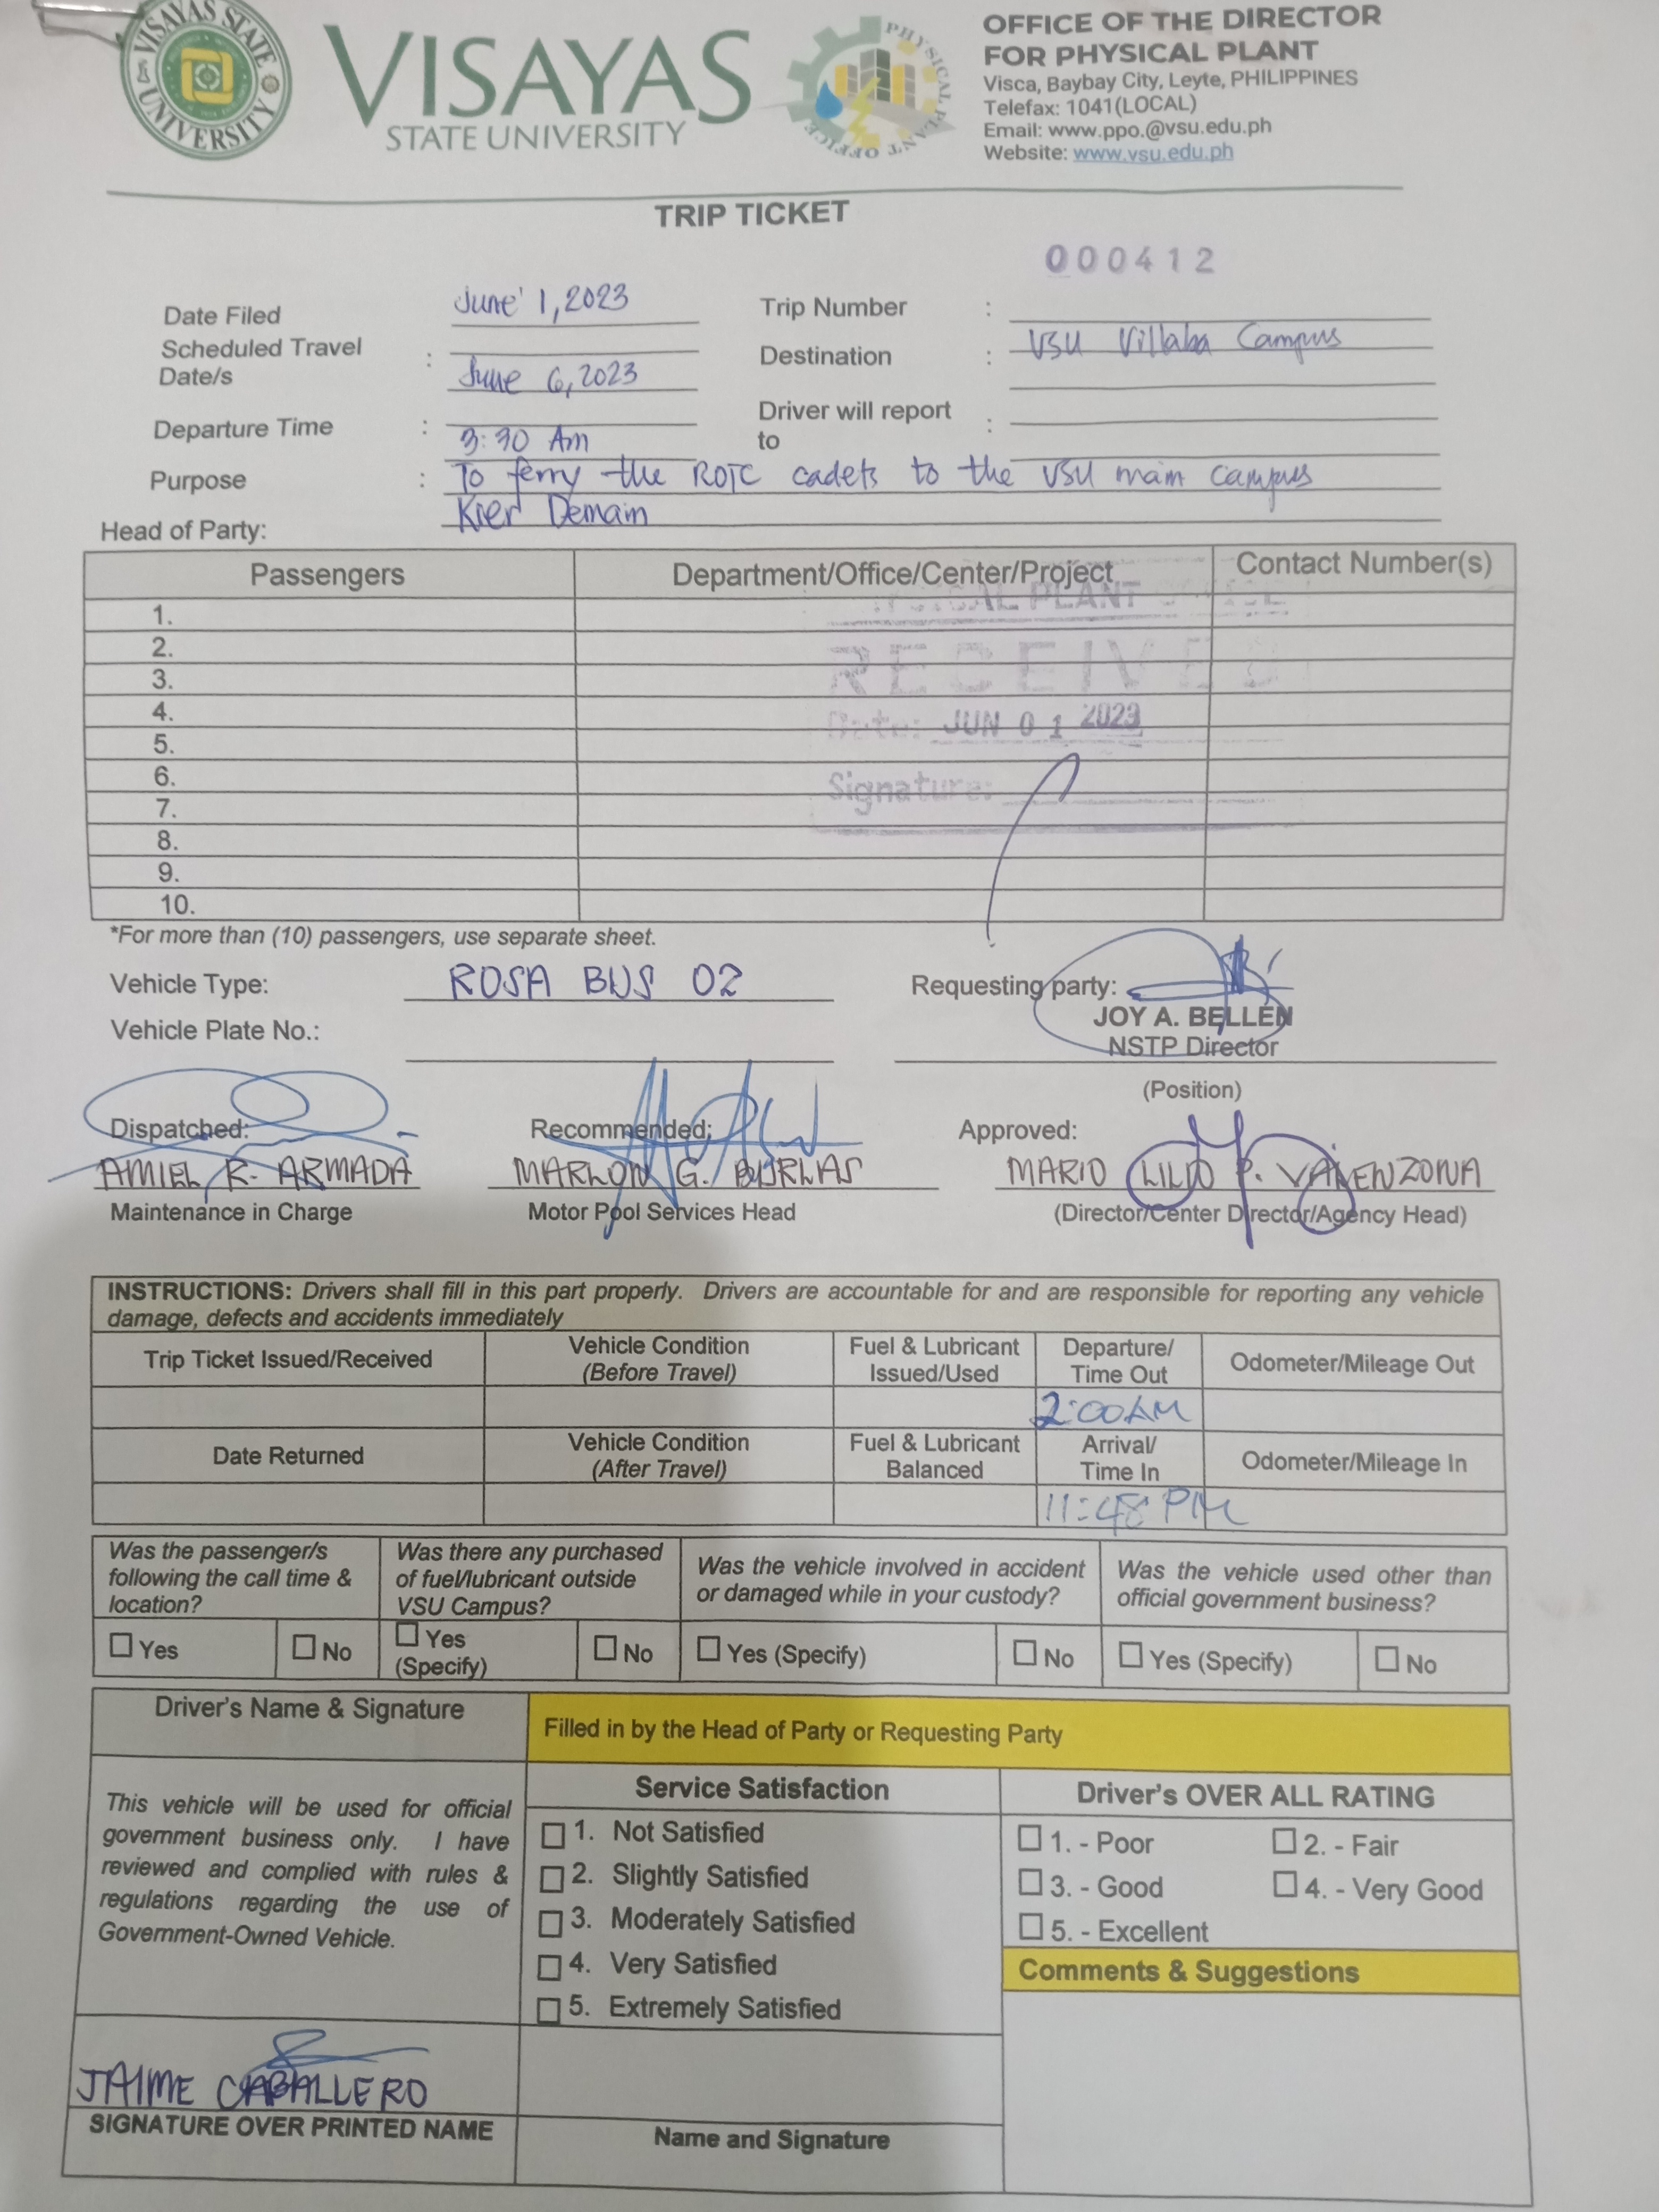 VISAYAS STATE UNIVERSITY
VISAYAS
STATE UNIVERSITY
PHYSICAL PLANT OFFICE
OFFICE OF THE DIRECTOR
FOR PHYSICAL PLANT
Visca, Baybay City, Leyte, PHILIPPINES
Telefax: 1041(LOCAL)
Email: www.ppo.@vsu.edu.ph
Website: www.vsu.edu.ph
TRIP TICKET
000412
Date Filed June 1, 2023 Trip Number :
Scheduled Travel Date/s : June 6, 2023 Destination : VSU Villaba Campus
Departure Time : 3:30 Am Driver will report to :
Purpose : To ferry the ROTC cadets to the VSU main campus
Head of Party: Kier Demain
Passengers Department/Office/Center/Project Contact Number(s)
1.
2.
3.
4.
5.
6.
7.
8.
9.
10.
PHYSICAL PLANT OFFICE
RECEIVED
Date: JUN 01 2023
Signature:
*For more than (10) passengers, use separate sheet.
Vehicle Type: ROSA BUS 02 Requesting party:
JOY A. BELLEN
Vehicle Plate No.: NSTP Director
(Position)
Dispatched: Recommended: Approved:
AMIEL R. ARMADA MARLON G. BURLAS MARIO LILIO P. VALENZONA
Maintenance in Charge Motor Pool Services Head (Director/Center Director/Agency Head)
INSTRUCTIONS: Drivers shall fill in this part properly. Drivers are accountable for and are responsible for reporting any vehicle
damage, defects and accidents immediately
Trip Ticket Issued/Received Vehicle Condition (Before Travel) Fuel & Lubricant Issued/Used Departure/ Time Out Odometer/Mileage Out
2:00AM
Date Returned Vehicle Condition (After Travel) Fuel & Lubricant Balanced Arrival/ Time In Odometer/Mileage In
11:48 PM
Was the passenger/s following the call time & location? Was there any purchased of fuel/lubricant outside VSU Campus? Was the vehicle involved in accident or damaged while in your custody? Was the vehicle used other than official government business?
Yes No Yes (Specify) No Yes (Specify) No Yes (Specify) No
Driver's Name & Signature Filled in by the Head of Party or Requesting Party
This vehicle will be used for official
government business only. I have
reviewed and complied with rules &
regulations regarding the use of
Government-Owned Vehicle.
Service Satisfaction
1. Not Satisfied
2. Slightly Satisfied
3. Moderately Satisfied
4. Very Satisfied
5. Extremely Satisfied
Driver's OVER ALL RATING
1. - Poor 2. - Fair
3. - Good 4. - Very Good
5. - Excellent
Comments & Suggestions
JAIME CABALLERO
SIGNATURE OVER PRINTED NAME
Name and Signature